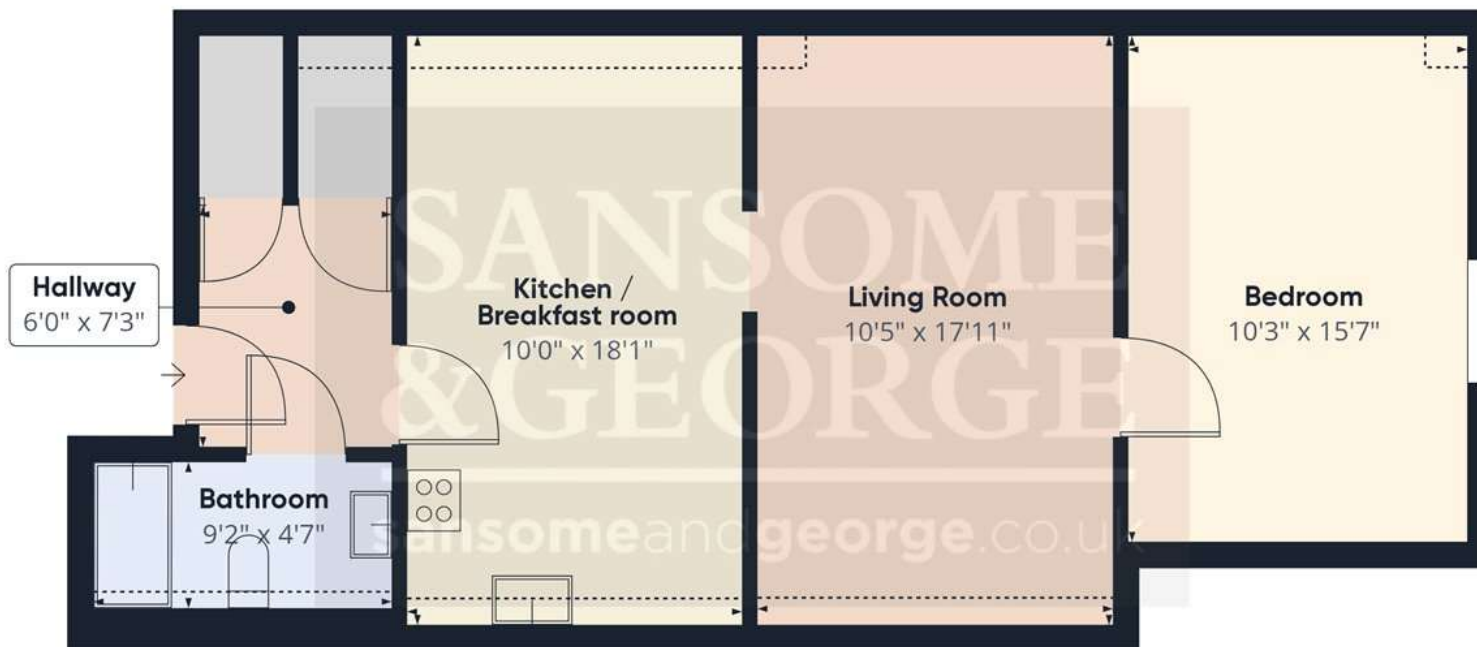 Hallway
6'0" x 7'3"
Kitchen /
Breakfast room
10'0" x 18'1"
Living Room
10'5" x 17'11"
Bedroom
10'3" x 15'7"
Bathroom
9'2" x 4'7"
SANSOME
&GEORGE
sansomeandgeorge.co.uk